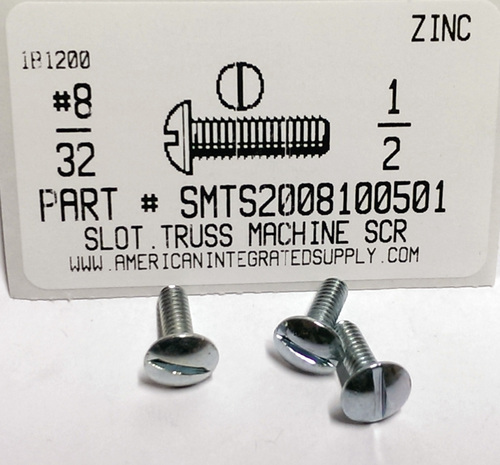 ZINC
1B1200
#8
32
1
2
PART # SMTS2008100501
SLOT.TRUSS MACHINE SCR
WWW.AMERICANINTEGRATEDSUPPLY.COM